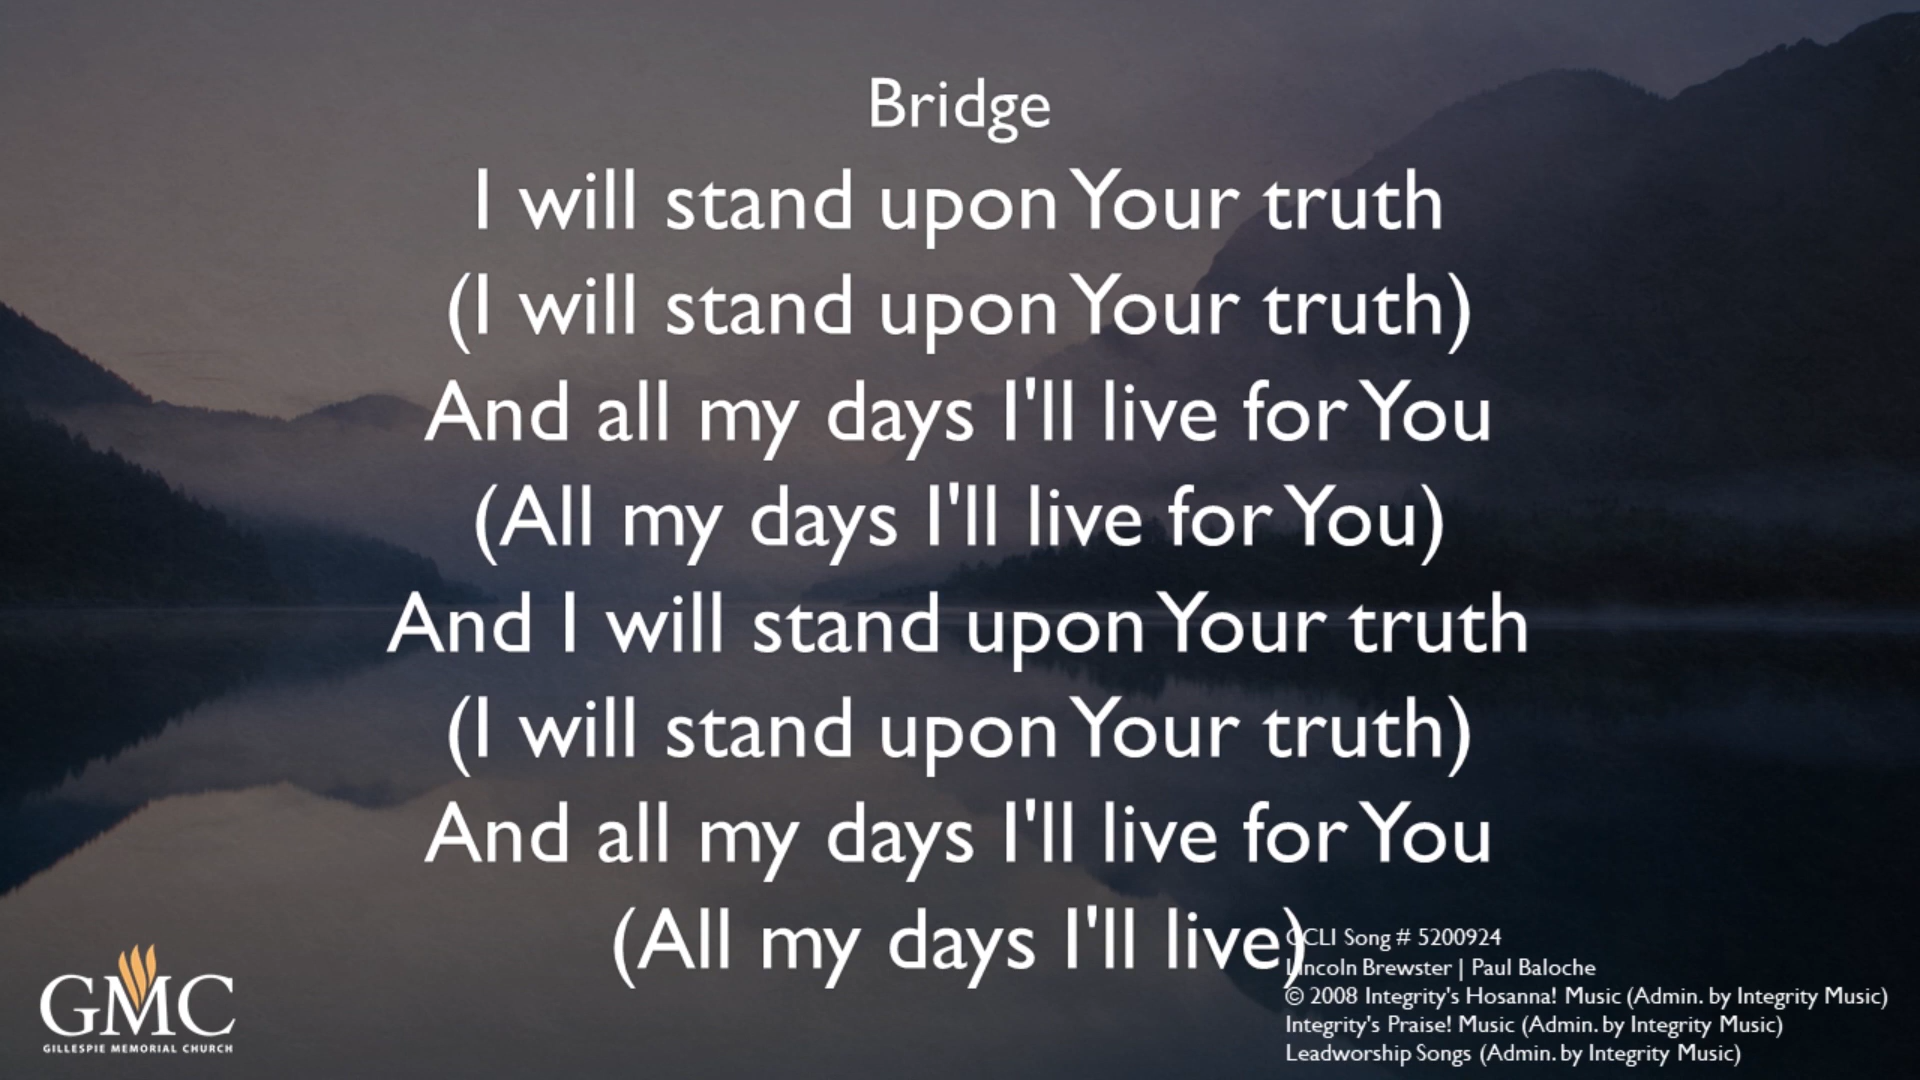 Bridge
I will stand upon Your truth
(I will stand upon Your truth)
And all my days I'll live for You
(All my days I'll live for You)
And I will stand upon Your truth
(I will stand upon Your truth)
And all my days I'll live for You
(All my days I'll live)
CCLI Song # 5200924
Lincoln Brewster | Paul Baloche
© 2008 Integrity's Hosanna! Music (Admin. by Integrity Music)
Integrity's Praise! Music (Admin. by Integrity Music)
Leadworship Songs (Admin. by Integrity Music)
GMC
GILLESPIE MEMORIAL CHURCH